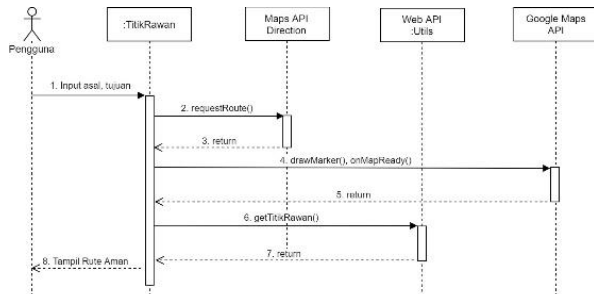 Pengguna
:TitikRawan
Maps API
Direction
Web API
:Utils
Google Maps
API
1. Input asal, tujuan
2. requestRoute()
3. return
4. drawMarker(), onMapReady()
5. return
6. getTitikRawan()
7. return
8. Tampil Rute Aman